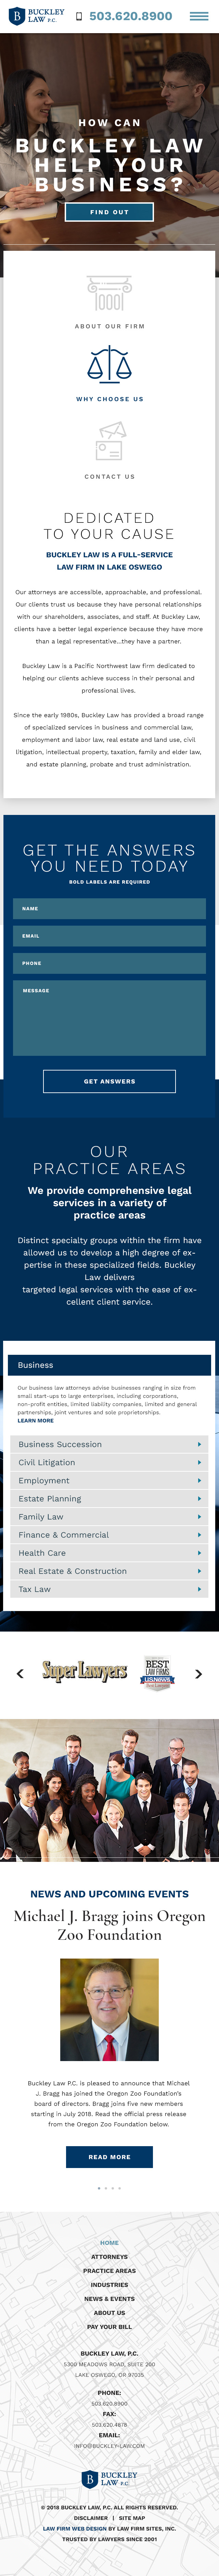 BUCKLEY
LAW P.C.
503.620.8900
HOW CAN
BUCKLEY LAW
HELP YOUR
BUSINESS?
FIND OUT
ABOUT OUR FIRM
WHY CHOOSE US
CONTACT US
DEDICATED
TO YOUR CAUSE
BUCKLEY LAW IS A FULL-SERVICE
LAW FIRM IN LAKE OSWEGO
Our attorneys are accessible, approachable, and professional.
Our clients trust us because they have personal relationships
with our shareholders, associates, and staff. At Buckley Law,
clients have a better legal experience because they have more
than a legal representative...they have a partner.
Buckley Law is a Pacific Northwest law firm dedicated to
helping our clients achieve success in their personal and
professional lives.
Since the early 1980s, Buckley Law has provided a broad range
of specialized services in business and commercial law,
employment and labor law, real estate and land use, civil
litigation, intellectual property, taxation, family and elder law,
and estate planning, probate and trust administration.
GET THE ANSWERS
YOU NEED TODAY
BOLD LABELS ARE REQUIRED
NAME
EMAIL
PHONE
MESSAGE
GET ANSWERS
OUR
PRACTICE AREAS
We provide comprehensive legal
services in a variety of
practice areas
Distinct specialty groups within the firm have
allowed us to develop a high degree of ex-
pertise in these specialized fields. Buckley
Law delivers
targeted legal services with the ease of ex-
cellent client service.
Business
Our business law attorneys advise businesses ranging in size from
small start-ups to large enterprises, including corporations,
non-profit entities, limited liability companies, limited and general
partnerships, joint ventures and sole proprietorships.
LEARN MORE
Business Succession
Civil Litigation
Employment
Estate Planning
Family Law
Finance & Commercial
Health Care
Real Estate & Construction
Tax Law
Super Lawyers
BEST
LAW FIRMS
U.S.News
NEWS AND UPCOMING EVENTS
Michael J. Bragg joins Oregon
Zoo Foundation
Buckley Law P.C. is pleased to announce that Michael
J. Bragg has joined the Oregon Zoo Foundation's
board of directors. Bragg joins five new members
starting in July 2018. Read the official press release
from the Oregon Zoo Foundation below.
READ MORE
HOME
ATTORNEYS
PRACTICE AREAS
INDUSTRIES
NEWS & EVENTS
ABOUT US
PAY YOUR BILL
BUCKLEY LAW, P.C.
5300 MEADOWS ROAD, SUITE 200
LAKE OSWEGO, OR 97035
PHONE:
503.620.8900
FAX:
503.620.4878
EMAIL:
INFO@BUCKLEY-LAW.COM
BUCKLEY
LAW P.C.
© 2018 BUCKLEY LAW, P.C. ALL RIGHTS RESERVED.
DISCLAIMER | SITE MAP
LAW FIRM WEB DESIGN BY LAW FIRM SITES, INC.
TRUSTED BY LAWYERS SINCE 2001